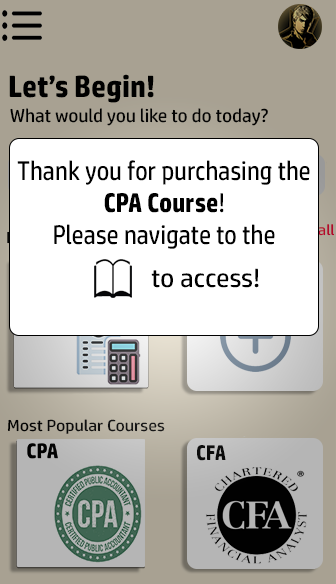 Let's Begin!
What would you like to do today?
Thank you for purchasing the
CPA Course!
Please navigate to the
to access!
all
Most Popular Courses
CPA
CERTIFIED PUBLIC ACCOUNTANT
CPA
CERTIFIED PUBLIC ACCOUNTANT
CFA
CHARTERED
®
CFA
FINANCIAL ANALYST